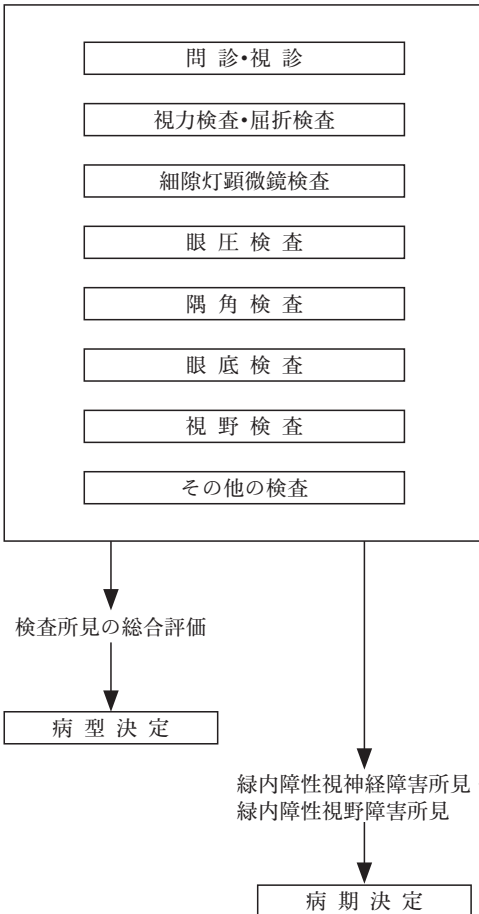 問診・視診
視力検査・屈折検査
細隙灯顕微鏡検査
眼圧検査
隅角検査
眼底検査
視野検査
その他の検査
検査所見の総合評価
病型決定
緑内障性視神経障害所見
緑内障性視野障害所見
病期決定